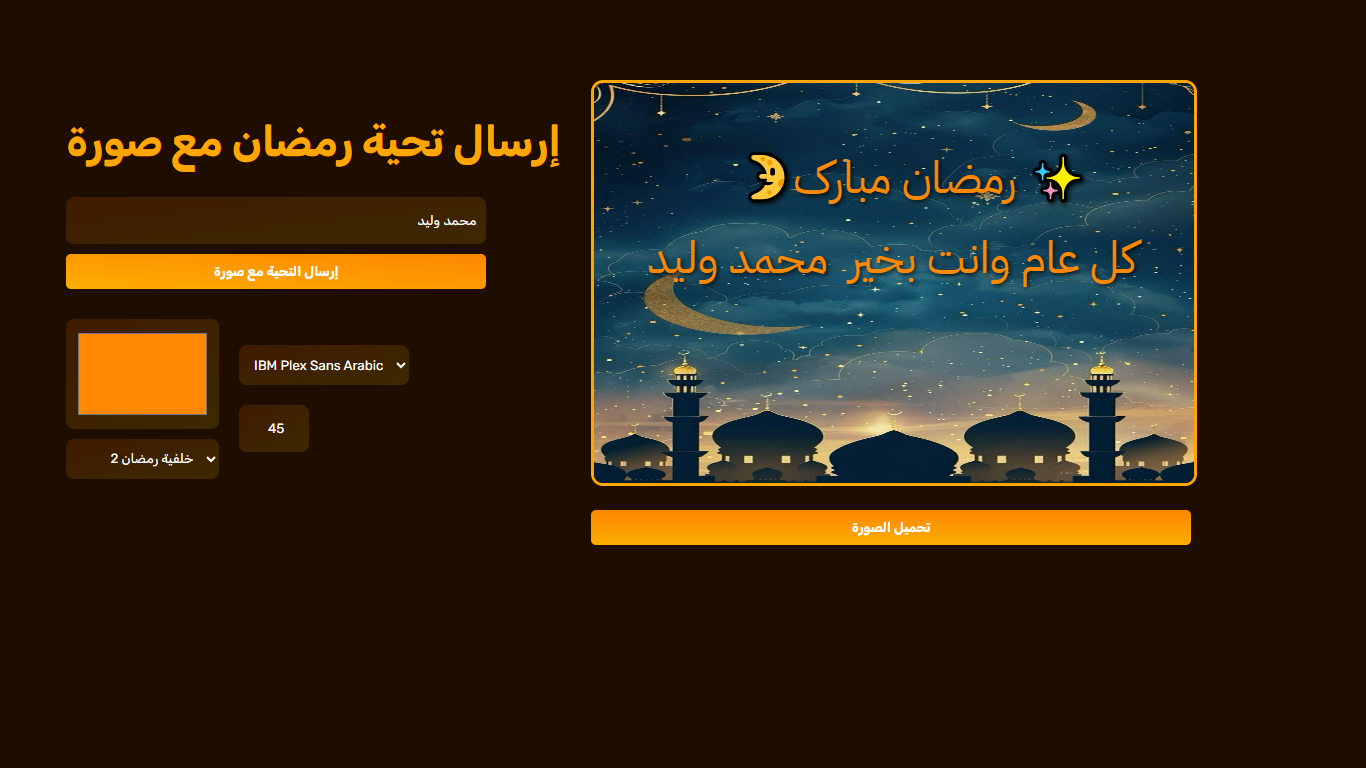 إرسال تحية رمضان مع صورة
محمد وليد
إرسال التحية مع صورة
IBM Plex Sans Arabic
45
خلفية رمضان 2
✨ رمضان مبارك🌛
كل عام وانت بخير محمد وليد
تحميل الصورة